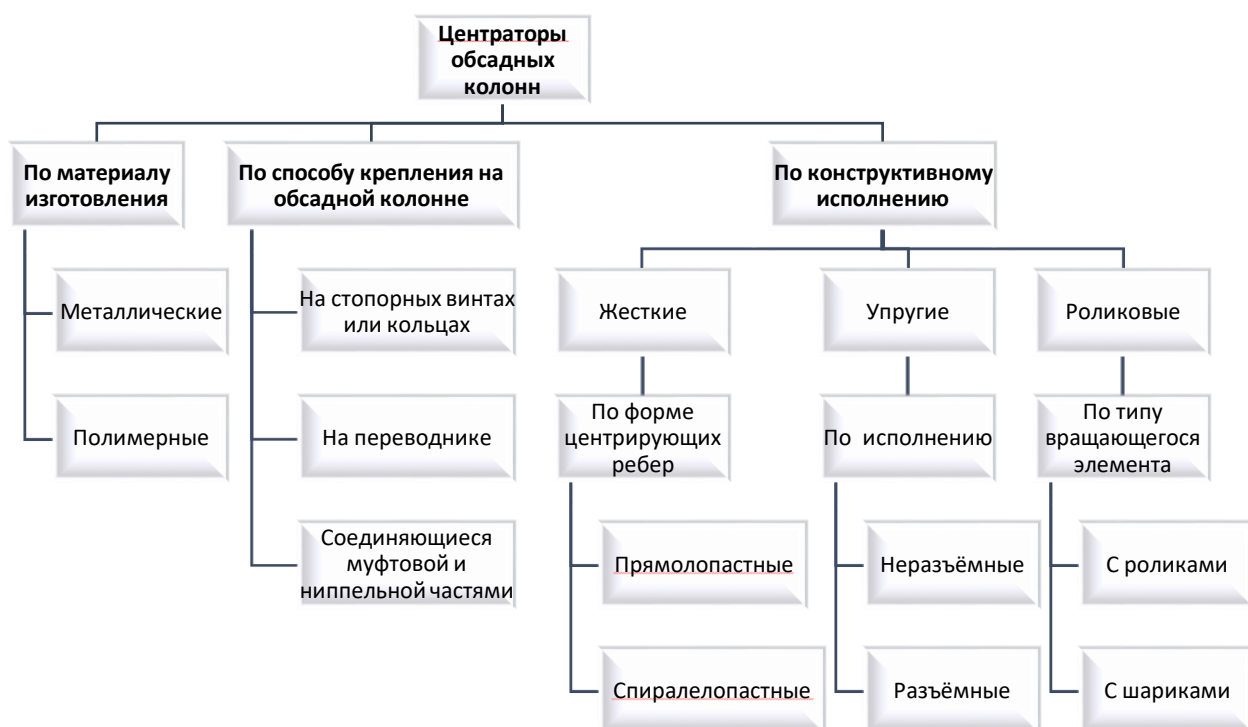 Центраторы
обсадных
колонн
По материалу
изготовления
По способу крепления на
обсадной колонне
По конструктивному
исполнению
Металлические
На стопорных винтах
или кольцах
Жесткие
Упругие
Роликовые
Полимерные
На переводнике
По форме
центрирующих
ребер
По исполнению
По типу
вращающегося
элемента
Соединяющиеся
муфтовой и
ниппельной частями
Прямолопастные
Неразъёмные
С роликами
Спиралелопастные
Разъёмные
С шариками